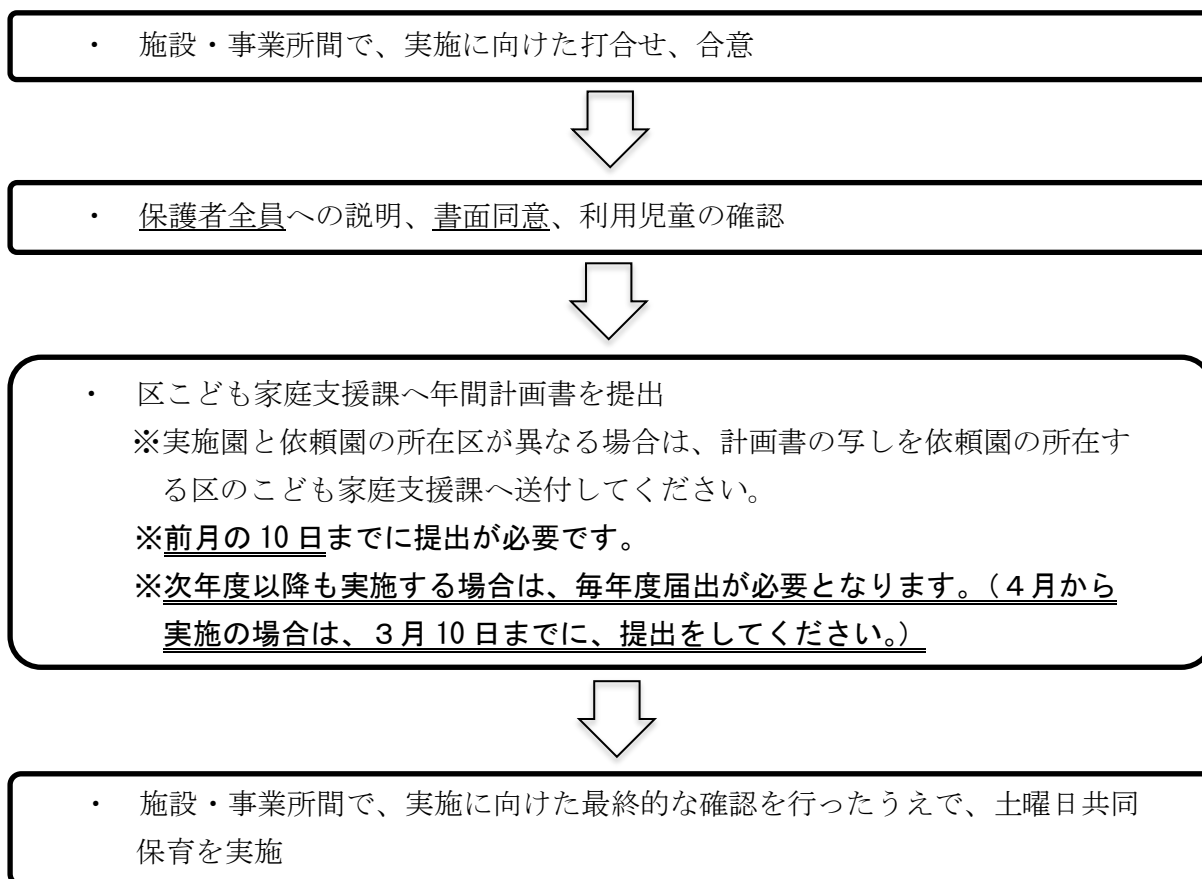 ・ 施設・事業所間で、実施に向けた打合せ、合意
・ 保護者全員への説明、書面同意、利用児童の確認
・ 区こども家庭支援課へ年間計画書を提出
※実施園と依頼園の所在区が異なる場合は、計画書の写しを依頼園の所在す
る区のこども家庭支援課へ送付してください。
※前月の 10 日までに提出が必要です。
※次年度以降も実施する場合は、毎年度届出が必要となります。（４月から
実施の場合は、３月 10 日までに、提出をしてください。）
・ 施設・事業所間で、実施に向けた最終的な確認を行ったうえで、土曜日共同
保育を実施